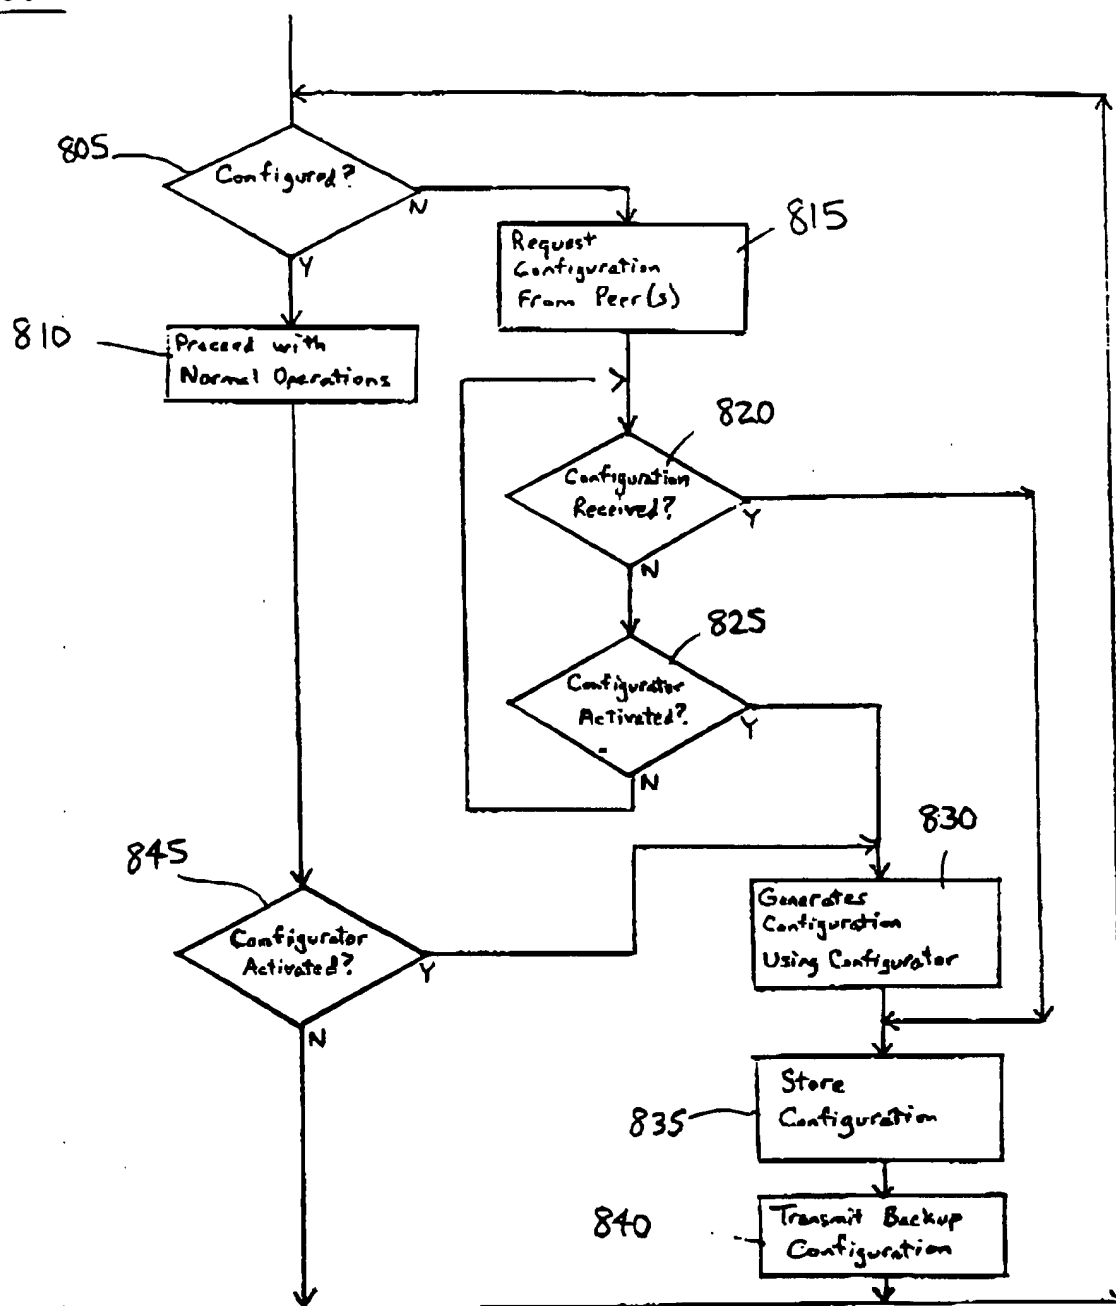 805
Configured?
N
Y
815
Request
Configuration
From Peer(s)
810
Proceed with
Normal Operations
820
Configuration
Received?
Y
N
825
Configurator
Activated?
Y
N
830
845
Generates
Configuration
Using Configurator
Configurator
Activated?
Y
N
Store
Configuration
835
840
Transmit Backup
Configuration